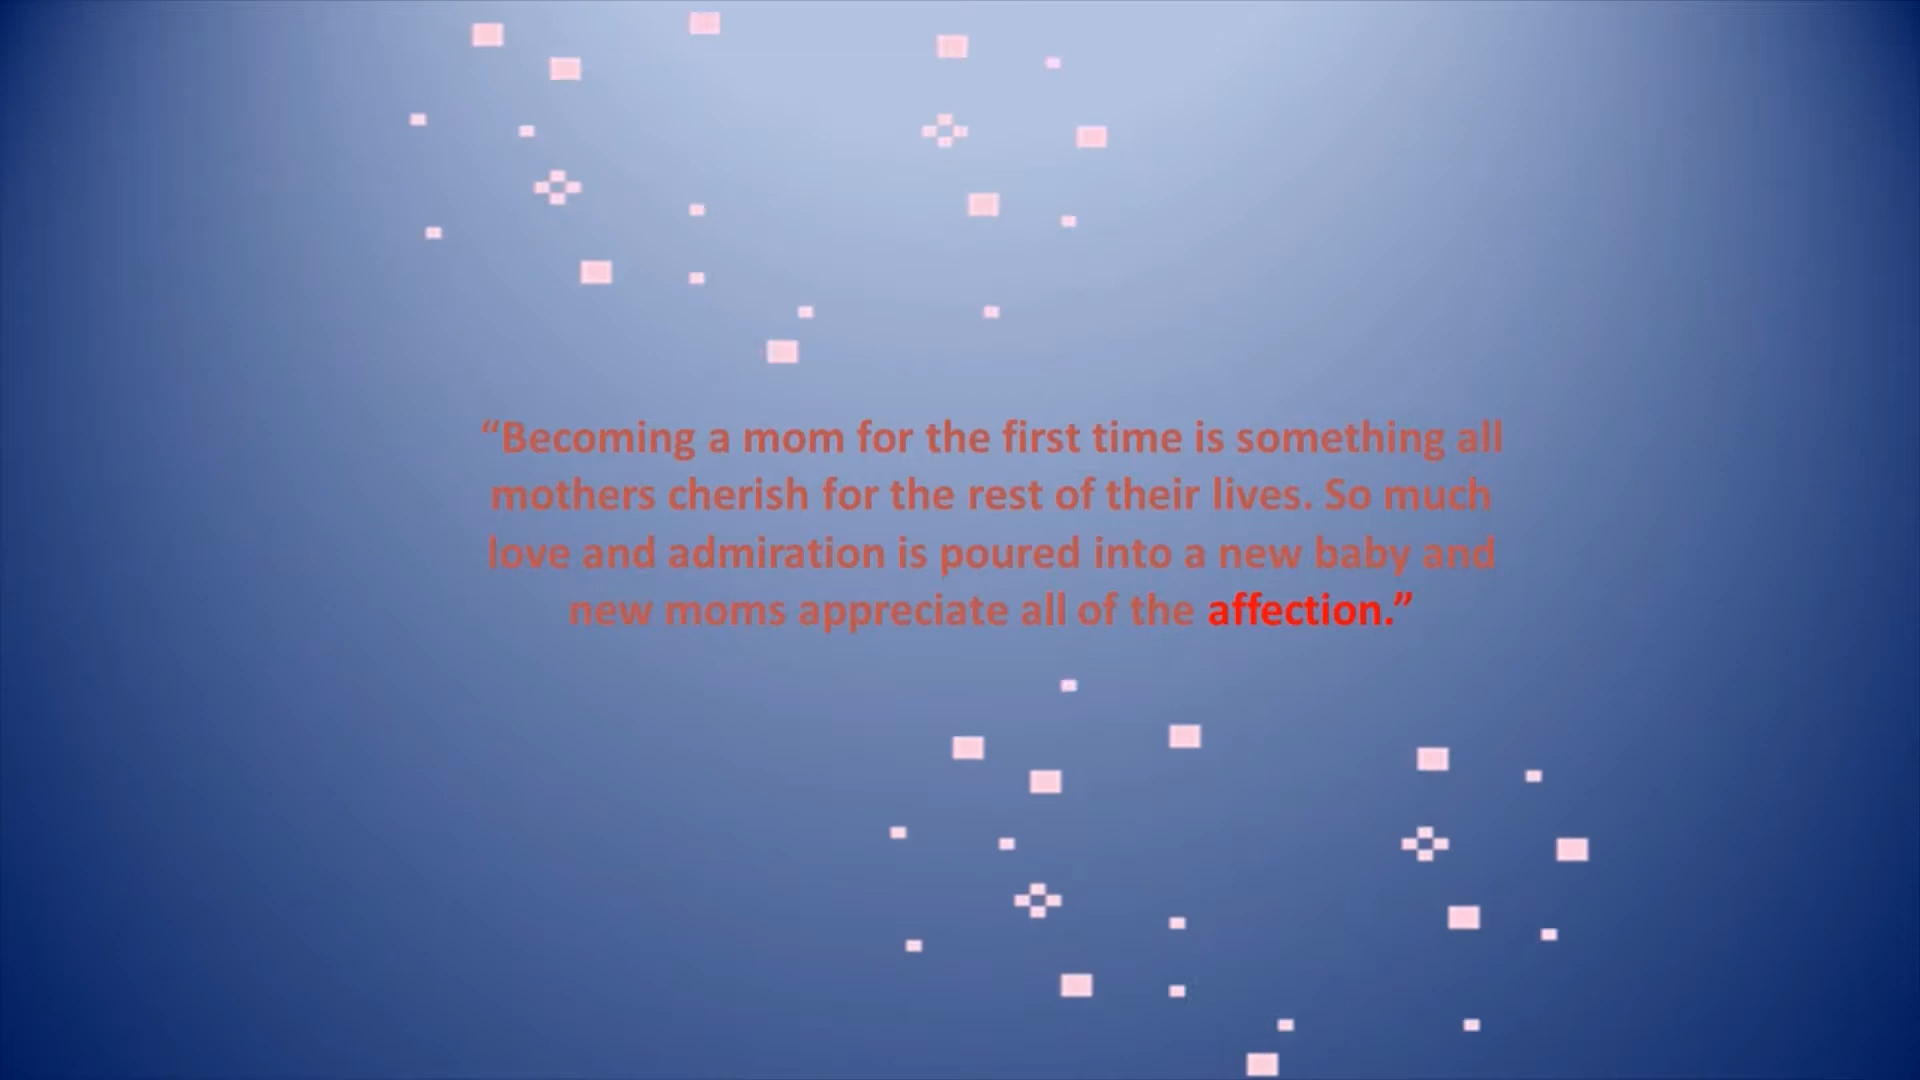 “Becoming a mom for the first time is something all
mothers cherish for the rest of their lives. So much
love and admiration is poured into a new baby and
new moms appreciate all of the affection.”